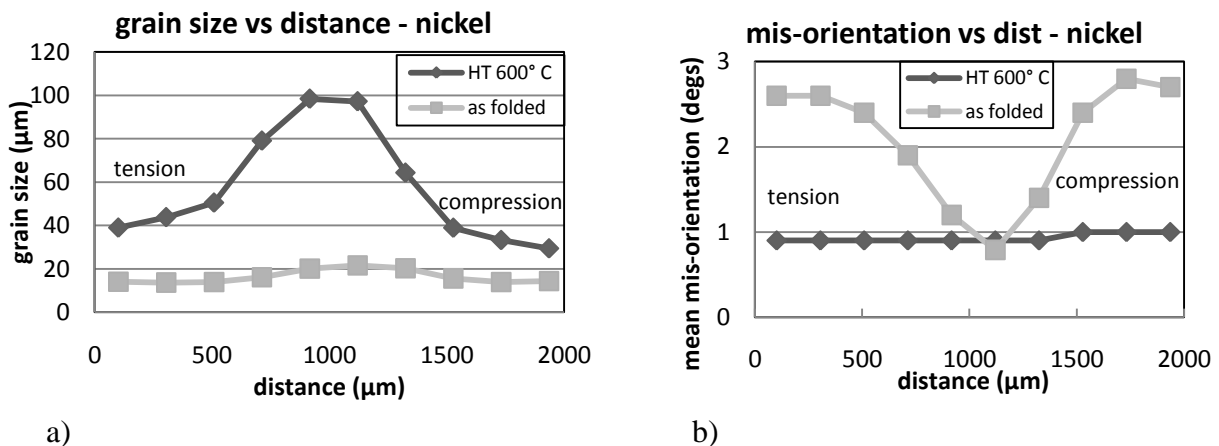 grain size vs distance - nickel
120
100
80
60
40
20
0
grain size (µm)
HT 600° C
as folded
tension
compression
0 500 1000 1500 2000
distance (µm)
a)
mis-orientation vs dist - nickel
3
2
1
0
mean mis-orientation (degs)
HT 600° C
as folded
tension
compression
0 500 1000 1500 2000
distance (µm)
b)